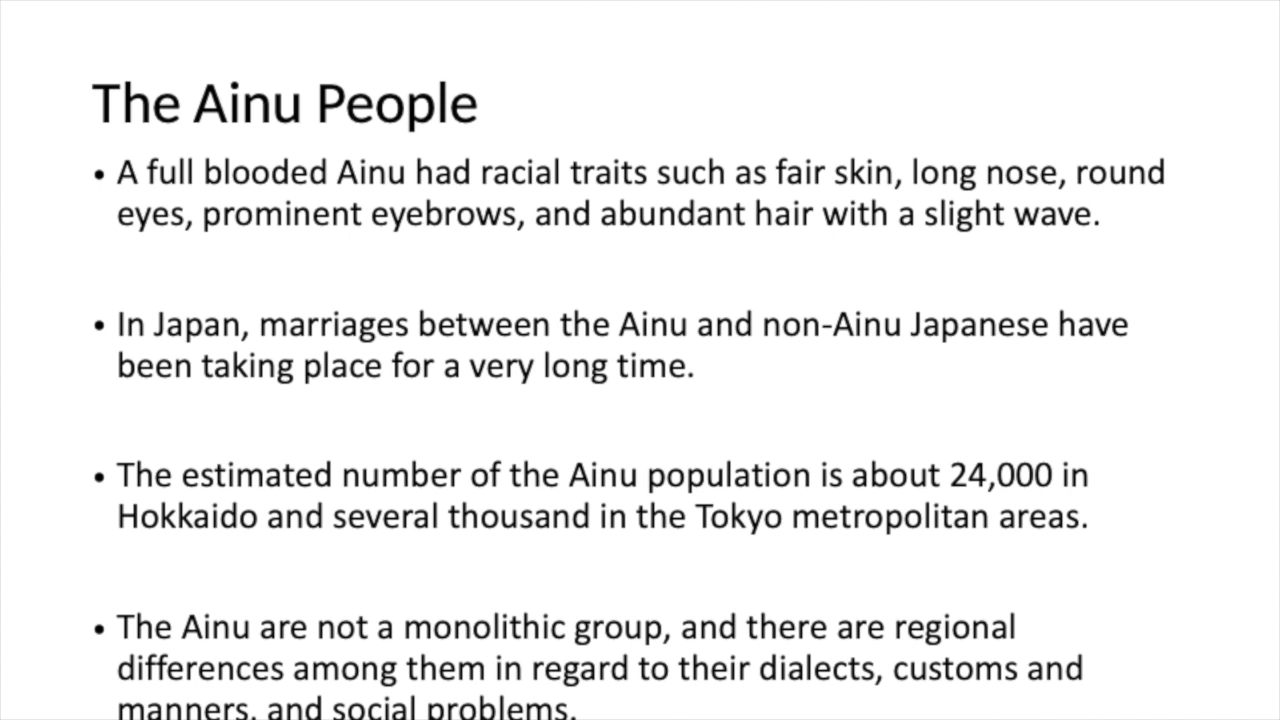 The Ainu People
• A full blooded Ainu had racial traits such as fair skin, long nose, round
eyes, prominent eyebrows, and abundant hair with a slight wave.
• In Japan, marriages between the Ainu and non-Ainu Japanese have
been taking place for a very long time.
• The estimated number of the Ainu population is about 24,000 in
Hokkaido and several thousand in the Tokyo metropolitan areas.
• The Ainu are not a monolithic group, and there are regional
differences among them in regard to their dialects, customs and
manners, and social problems.